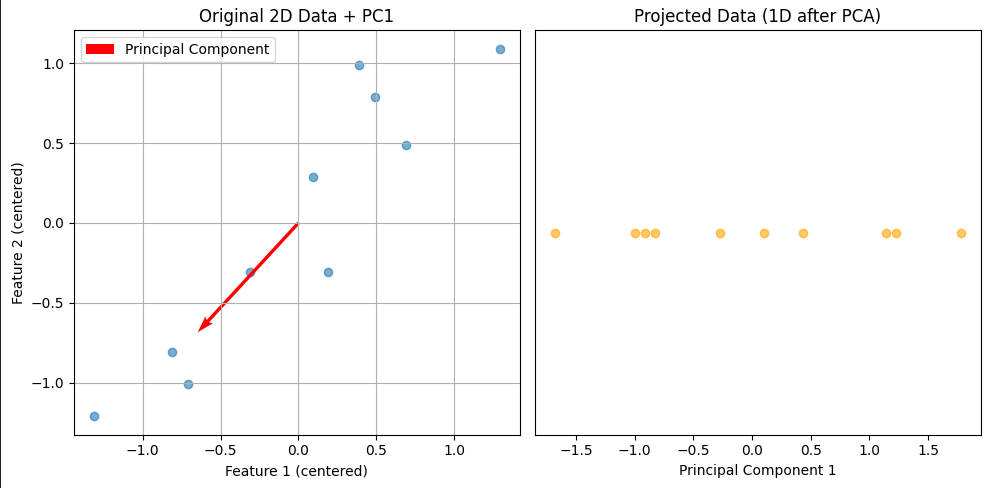 Original 2D Data + PC1
Principal Component
1.0
0.5
0.0
−0.5
−1.0
Feature 2 (centered)
−1.0
−0.5
0.0
0.5
1.0
Feature 1 (centered)
Projected Data (1D after PCA)
−1.5
−1.0
−0.5
0.0
0.5
1.0
1.5
Principal Component 1